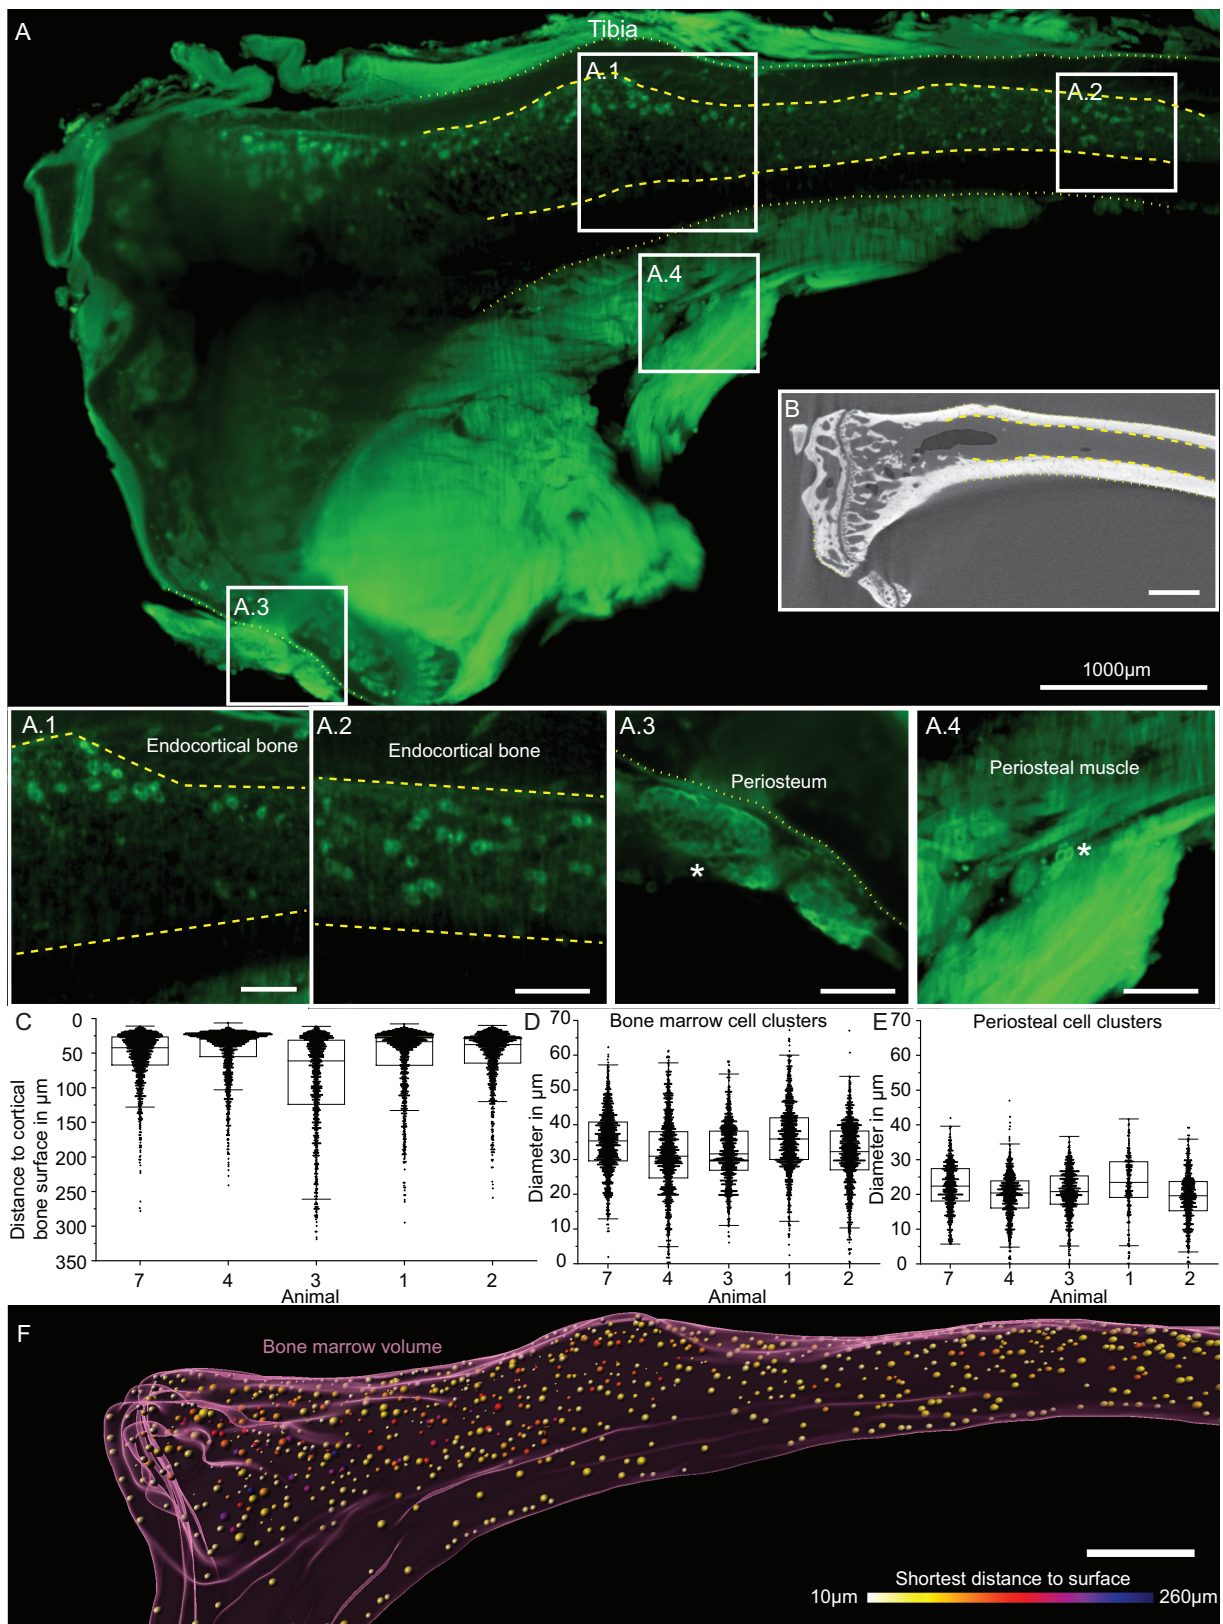 A
Tibia
A.1
A.2
A.4
B
A.3
1000µm
A.1
Endocortical bone
A.2
Endocortical bone
A.3
Periosteum
*
A.4
Periosteal muscle
*
C
Distance to cortical
bone surface in µm
0
50
100
150
200
250
300
350
7 4 3 1 2
Animal
D
Bone marrow cell clusters
Diameter in µm
70
60
50
40
30
20
10
0
7 4 3 1 2
Animal
E
Periosteal cell clusters
Diameter in µm
70
60
50
40
30
20
10
0
7 4 3 1 2
Animal
F
Bone marrow volume
Shortest distance to surface
10µm 260µm